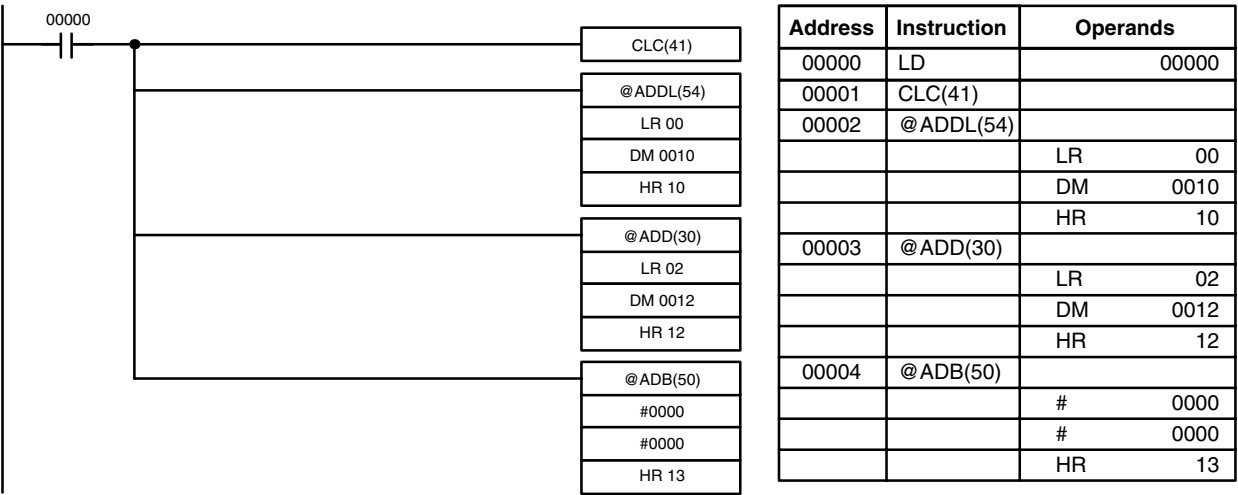 00000
CLC(41)
@ADDL(54)
LR 00
DM 0010
HR 10
@ADD(30)
LR 02
DM 0012
HR 12
@ADB(50)
#0000
#0000
HR 13
Address Instruction Operands
00000 LD 00000
00001 CLC(41)
00002 @ADDL(54)
LR 00
DM 0010
HR 10
00003 @ADD(30)
LR 02
DM 0012
HR 12
00004 @ADB(50)
# 0000
# 0000
HR 13